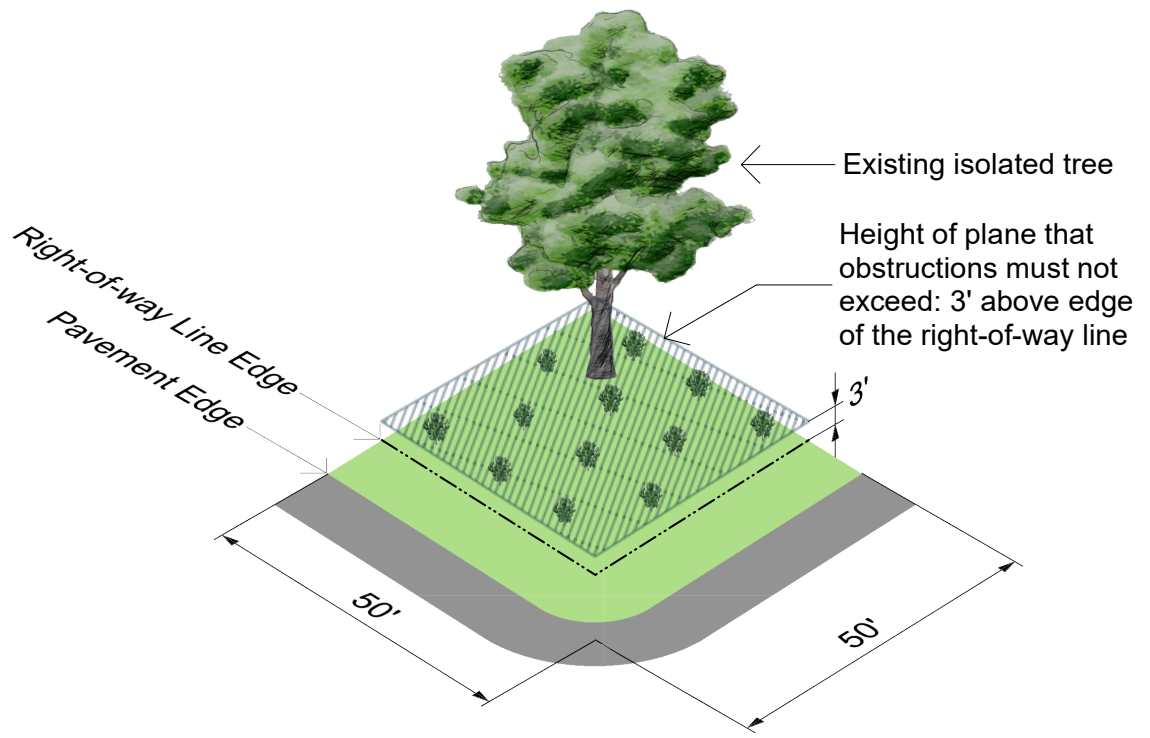 Existing isolated tree
Height of plane that
obstructions must not
exceed: 3' above edge
of the right-of-way line
Right-of-way Line Edge
Pavement Edge
3'
50'
50'